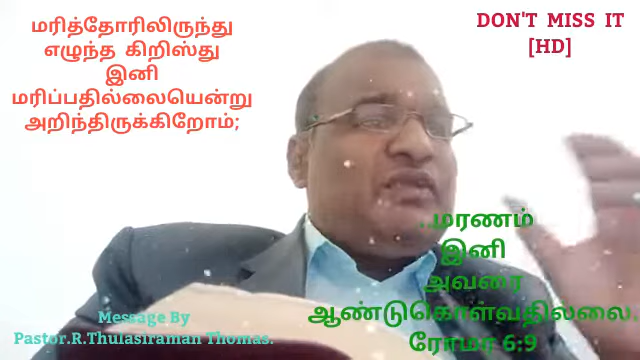 மரித்தோரிலிருந்து
எழுந்த கிறிஸ்து
இனி
மரிப்பதில்லையென்று
அறிந்திருக்கிறோம்;
DON'T MISS IT
[HD]
..மரணம்
இனி
அவரை
ஆண்டுகொள்வதில்லை.
ரோமர 6:9
Message By
Pastor.R.Thulasiraman Thomas.